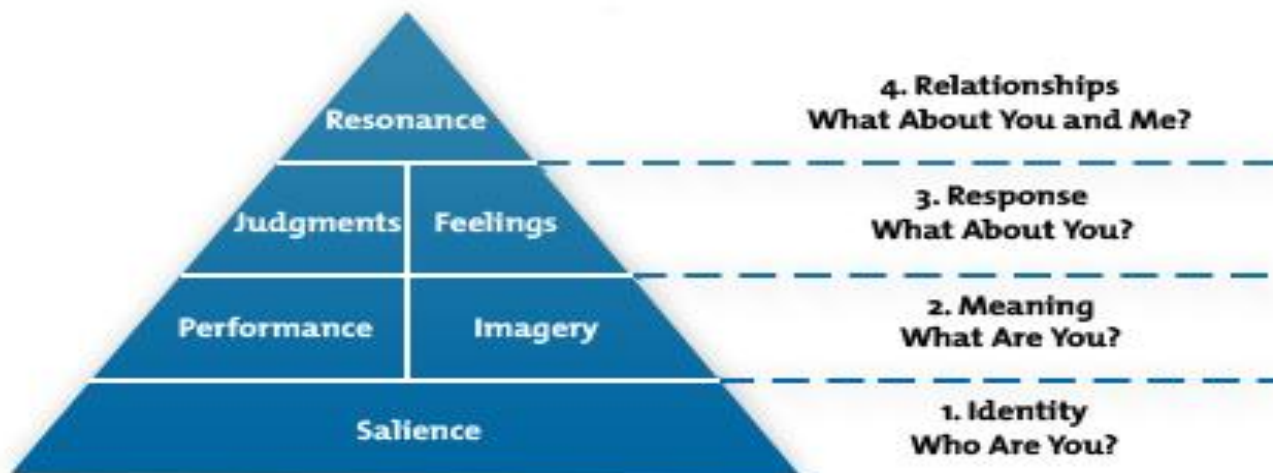 Resonance
4. Relationships
What About You and Me?
Judgments
Feelings
3. Response
What About You?
Performance
Imagery
2. Meaning
What Are You?
Salience
1. Identity
Who Are You?